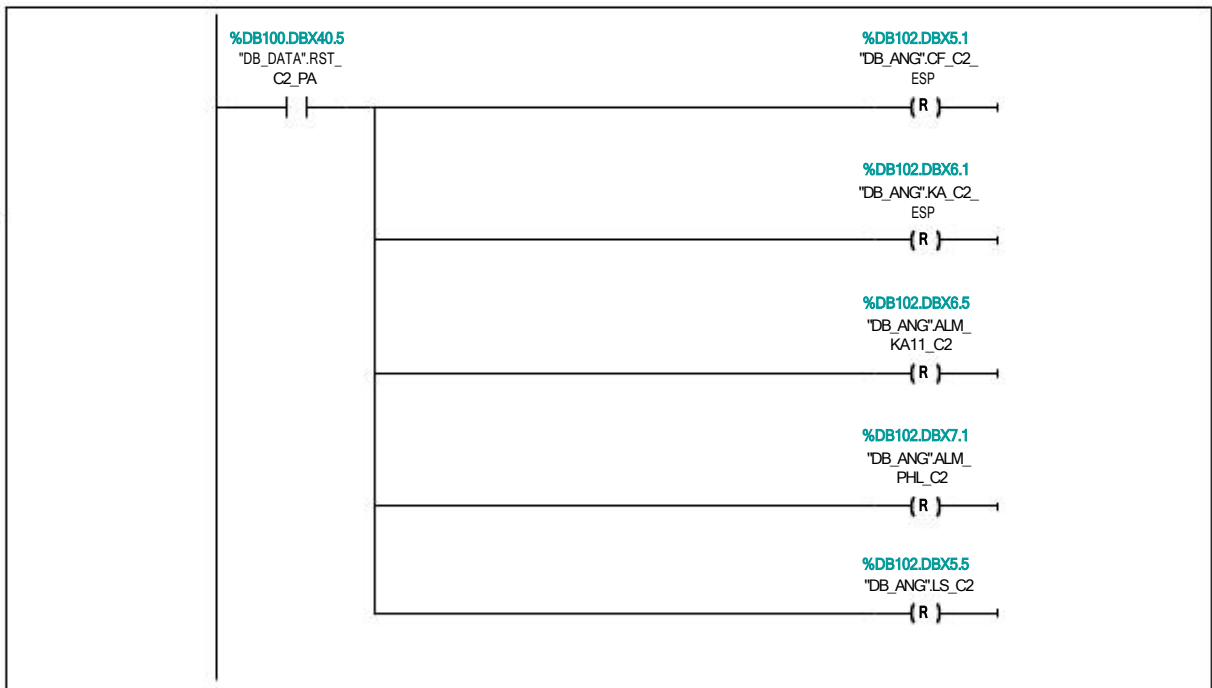 %DB100.DBX40.5
"DB_DATA".RST_
C2_PA
%DB102.DBX5.1
"DB_ANG".CF_C2_
ESP
R
%DB102.DBX6.1
"DB_ANG".KA_C2_
ESP
R
%DB102.DBX6.5
"DB_ANG".ALM_
KA11_C2
R
%DB102.DBX7.1
"DB_ANG".ALM_
PHL_C2
R
%DB102.DBX5.5
"DB_ANG".LS_C2
R